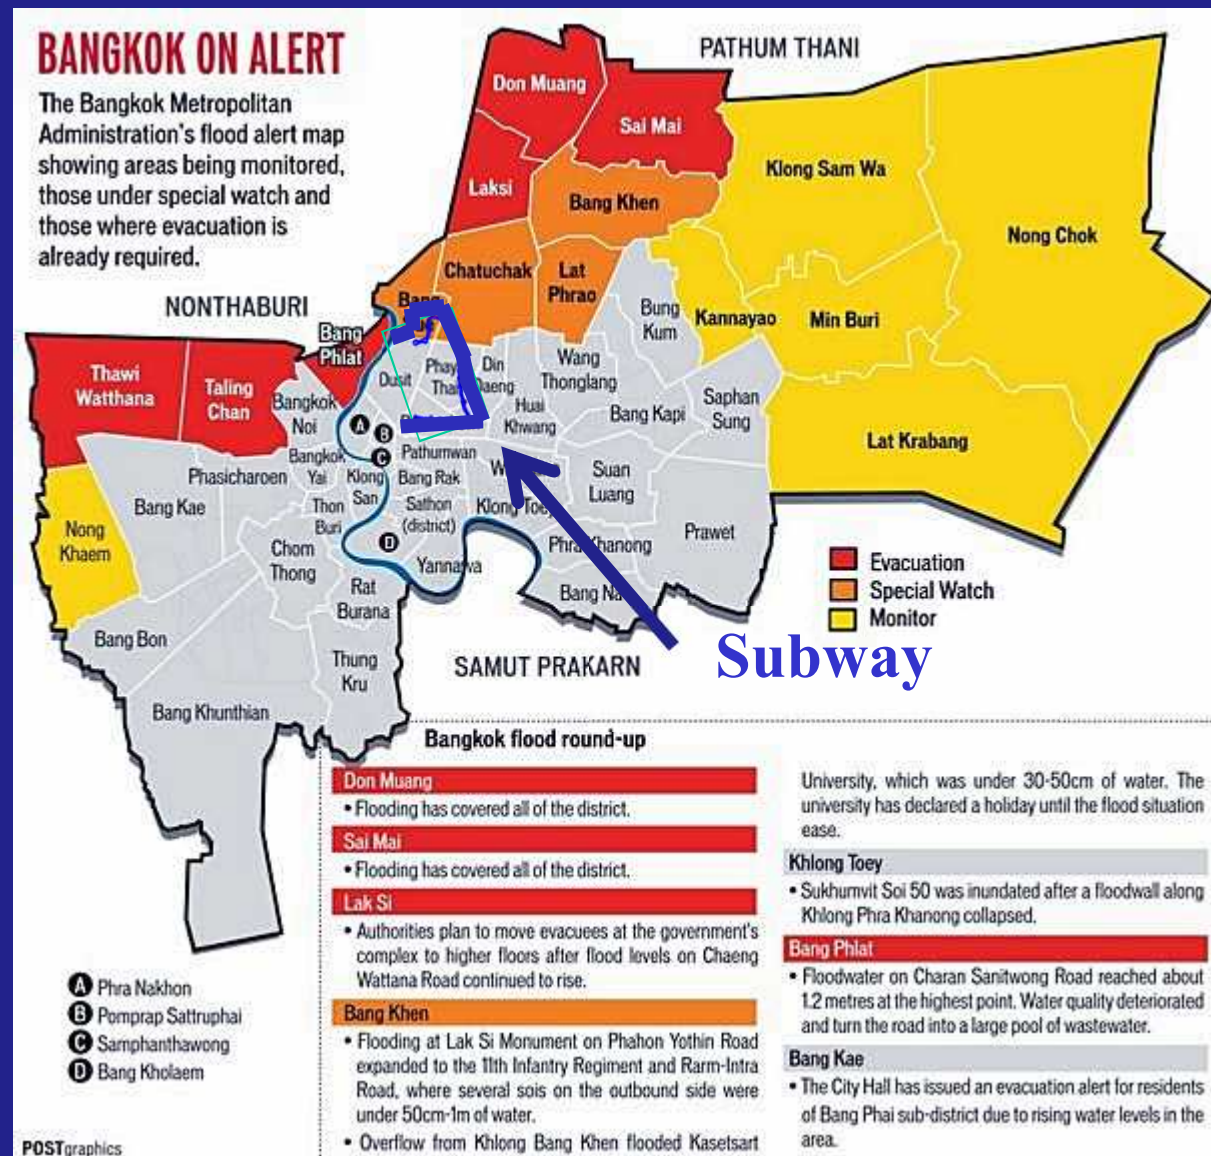 BANGKOK ON ALERT
The Bangkok Metropolitan
Administration's flood alert map
showing areas being monitored,
those under special watch and
those where evacuation is
already required.
PATHUM THANI
NONTHABURI
Don Muang
Sai Mai
Laksi
Bang Khen
Klong Sam Wa
Nong Chok
Chatuchak
Lat
Phrao
Bang
Bung
Kum
Kannayao
Min Buri
Bang
Phlat
Thawi
Watthana
Taling
Chan
Dusit
Din
Wang
Thonglang
Bangkok
Noi
Huai
Khwang
Bang Kapi
Saphan
Sung
Lat Krabang
Pathumwan
Phasicharoen
Bangkok
Yai
Klong
San
Bang Rak
Suan
Luang
Bang Kae
Thon
Buri
Sathon
(district)
Klong Toey
Prawet
Nong
Khaem
Chom
Thong
Yannawa
Phra Khanong
Rat
Burana
Bang Na
Bang Bon
Thung
Kru
Bang Khunthian
A
B
C
D
Evacuation
Special Watch
Monitor
SAMUT PRAKARN
Subway
Bangkok flood round-up
Don Muang
• Flooding has covered all of the district.
Sai Mai
• Flooding has covered all of the district.
Lak Si
• Authorities plan to move evacuees at the government's
complex to higher floors after flood levels on Chaeng
Wattana Road continued to rise.
Bang Khen
• Flooding at Lak Si Monument on Phahon Yothin Road
expanded to the 11th Infantry Regiment and Rarm-Intra
Road, where several sois on the outbound side were
under 50cm-1m of water.
• Overflow from Khlong Bang Khen flooded Kasetsart
University, which was under 30-50cm of water. The
university has declared a holiday until the flood situation
ease.
Khlong Toey
• Sukhumvit Soi 50 was inundated after a floodwall along
Khlong Phra Khanong collapsed.
Bang Phlat
• Floodwater on Charan Sanitwong Road reached about
1.2 metres at the highest point. Water quality deteriorated
and turn the road into a large pool of wastewater.
Bang Kae
• The City Hall has issued an evacuation alert for residents
of Bang Phai sub-district due to rising water levels in the
area.
A Phra Nakhon
B Pomprap Sattruphai
C Samphanthawong
D Bang Kholaem
POSTgraphics